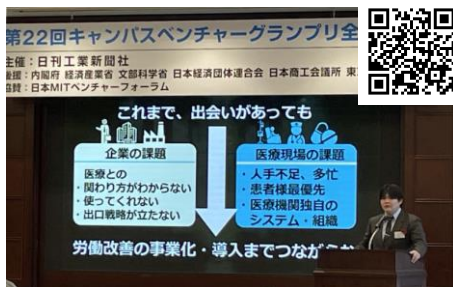 第22回キャンパスベンチャーグランプリ全
主催：日刊工業新聞社
後援：内閣府 経済産業省 文部科学省 日本経済団体連合会 日本商工会議所 東
協賛：日本MITベンチャーフォーラム
これまで、出会いがあっても
企業の課題
医療との
・関わり方がわからない
・使ってくれない
・出口戦略が立たない
医療現場の課題
・人手不足、多忙
・患者様最優先
・医療機関独自の
システム・組織
労働改善の事業化・導入までつながら